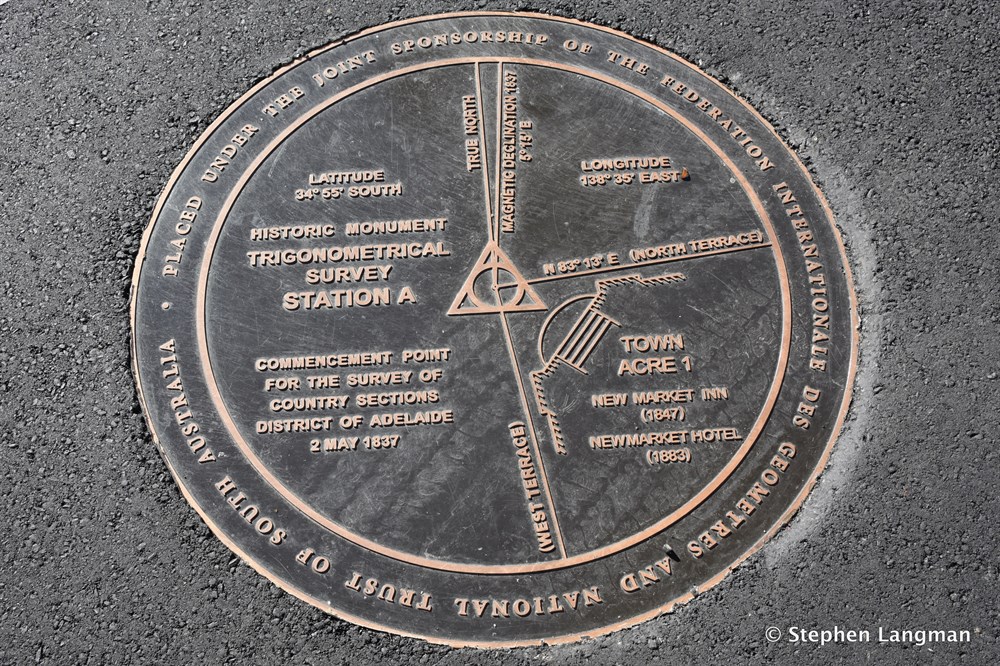 PLACED UNDER THE JOINT SPONSORSHIP OF THE FEDERATION INTERNATIONALE DES GEOMETRES AND NATIONAL TRUST OF SOUTH AUSTRALIA •
TRUE NORTH
MAGNETIC DECLINATION 1837
5° 15' E
LATITUDE
34° 55' SOUTH
LONGITUDE
138° 35' EAST
HISTORIC MONUMENT
TRIGONOMETRICAL
SURVEY
STATION A
N 83° 13' E (NORTH TERRACE)
COMMENCEMENT POINT
FOR THE SURVEY OF
COUNTRY SECTIONS
DISTRICT OF ADELAIDE
2 MAY 1837
TOWN
ACRE 1
NEW MARKET INN
(1847)
NEWMARKET HOTEL
(1883)
(WEST TERRACE)
© Stephen Langman